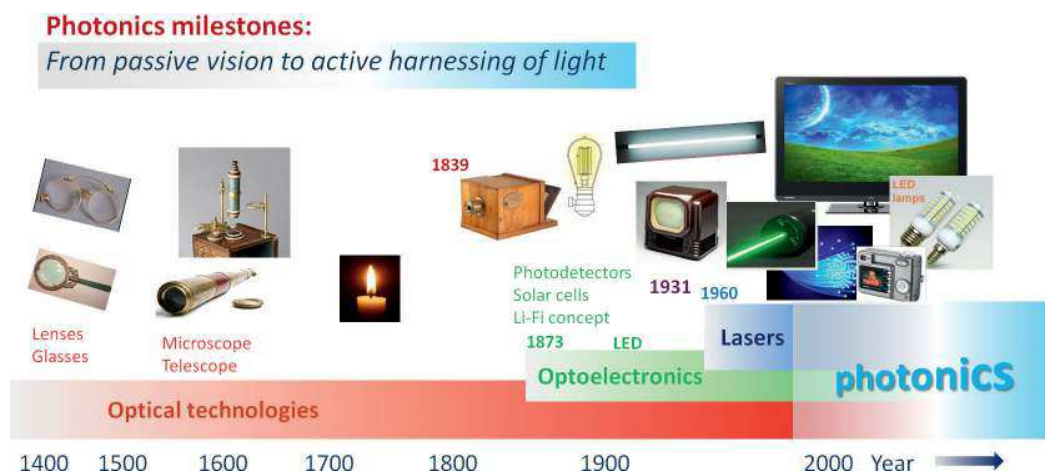 Photonics milestones:
From passive vision to active harnessing of light
1839
LED
lamps
Photodetectors
Solar cells
Li-Fi concept
1931
1960
Lenses
Glasses
Microscope
Telescope
1873
LED
Lasers
Optoelectronics
photonics
Optical technologies
1400
1500
1600
1700
1800
1900
2000
Year